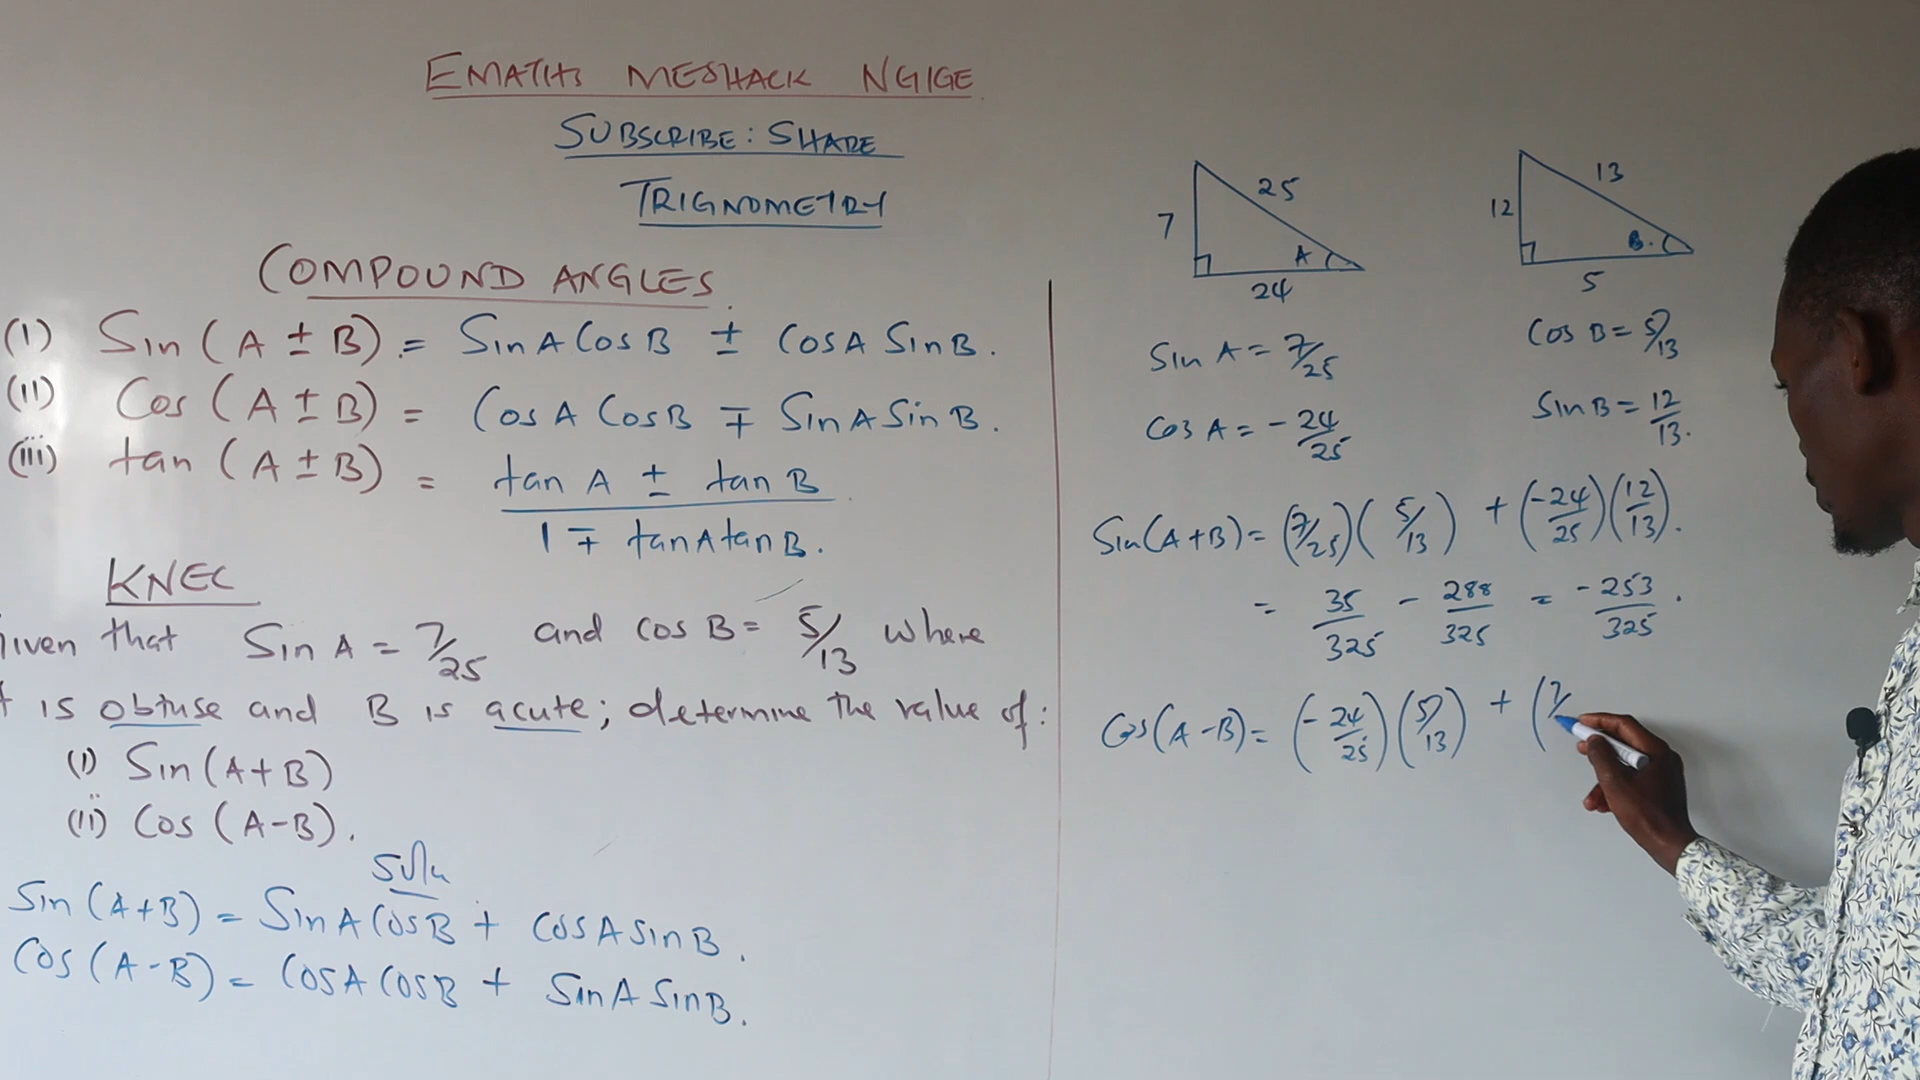 EMATHS MESHACK NGIGE
SUBSCRIBE: SHARE
TRIGNOMETRY
COMPOUND ANGLES.
(i) Sin (A ± B) = Sin A Cos B ± Cos A Sin B.
(ii) Cos (A ± B) = Cos A Cos B ∓ Sin A Sin B.
(iii) tan (A ± B) = tan A ± tan B
1 ∓ tan A tan B.
KNEC
iven that Sin A = 7/25 and cos B = 5/13 where
is obtuse and B is acute; determine the value of:
(i) Sin (A+B)
(ii) Cos (A-B).
Soln
Sin (A+B) = Sin A Cos B + Cos A Sin B.
Cos (A-B) = Cos A Cos B + Sin A Sin B.
7 25 A 24
12 13 B 5
Sin A = 7/25
Cos A = -24/25
Cos B = 5/13
Sin B = 12/13.
Sin (A+B) = (7/25)(5/13) + (-24/25)(12/13).
= 35/325 - 288/325 = -253/325.
Cos (A-B) = (-24/25)(5/13) + (7/